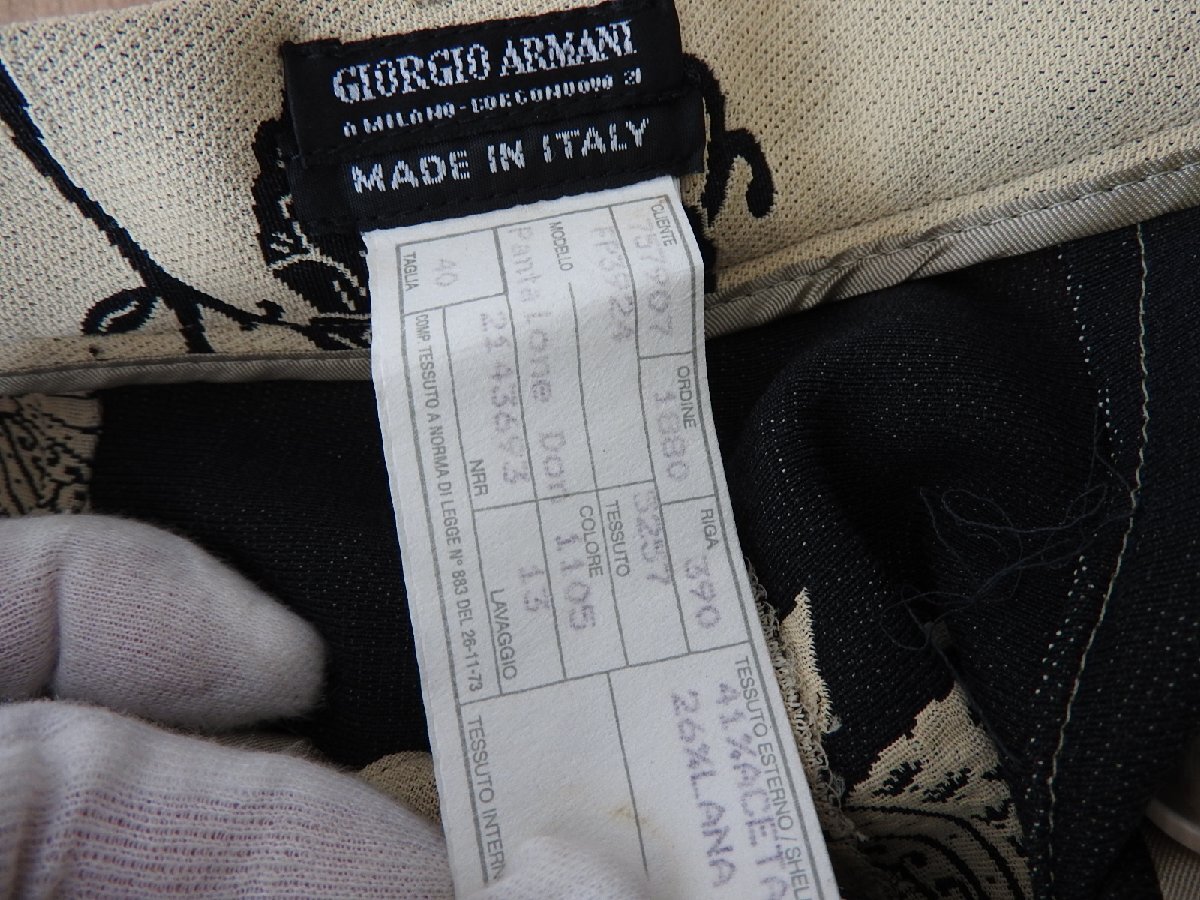 GIORGIO ARMANI
A MILANO-BORGONUOVO 21
MADE IN ITALY
CLIENTE
757907
ORDINE
1080
RIGA
390
TESSUTO ESTERNO / SHEL
41%ACETA
26%LANA
MODELLO
FP3924
TESSUTO
3257
Pantalone Don
COLORE
1105
2143693
NRR
LAVAGGIO
13
TAGLIA
40
COMP TESSUTO A NORMA DI LEGGE N° 883 DEL 26-11-73
TESSUTO INTERN